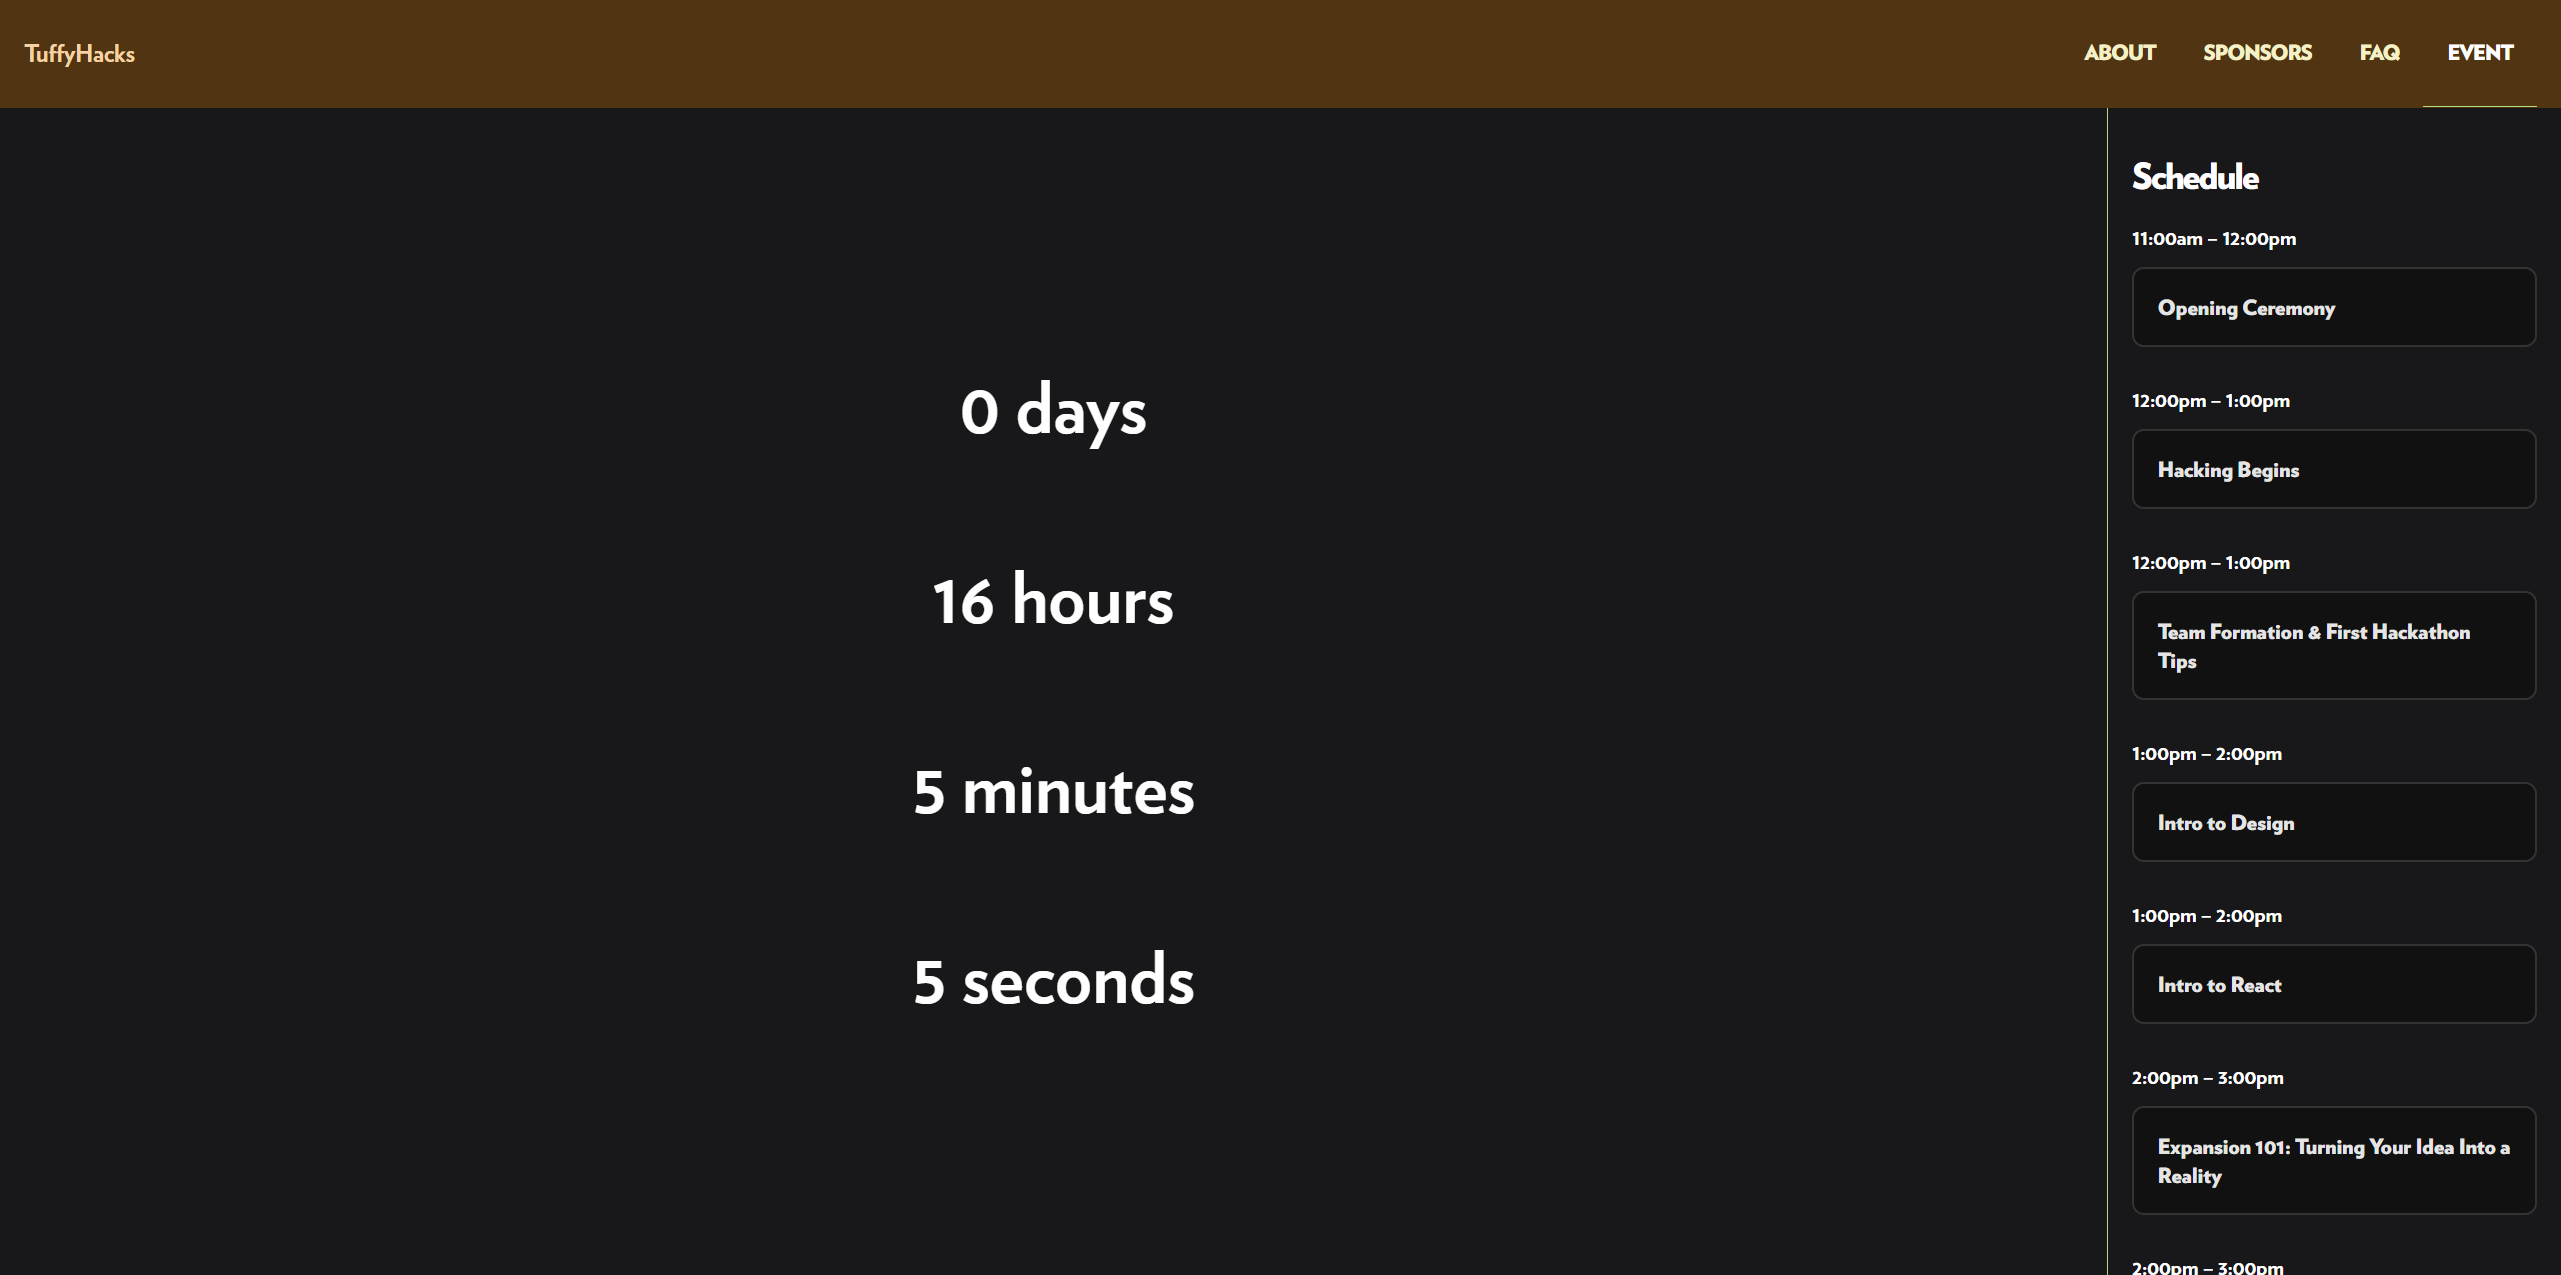 TuffyHacks
ABOUT
SPONSORS
FAQ
EVENT
0 days
16 hours
5 minutes
5 seconds
Schedule
11:00am – 12:00pm
Opening Ceremony
12:00pm – 1:00pm
Hacking Begins
12:00pm – 1:00pm
Team Formation & First Hackathon
Tips
1:00pm – 2:00pm
Intro to Design
1:00pm – 2:00pm
Intro to React
2:00pm – 3:00pm
Expansion 101: Turning Your Idea Into a
Reality
2:00pm – 3:00pm